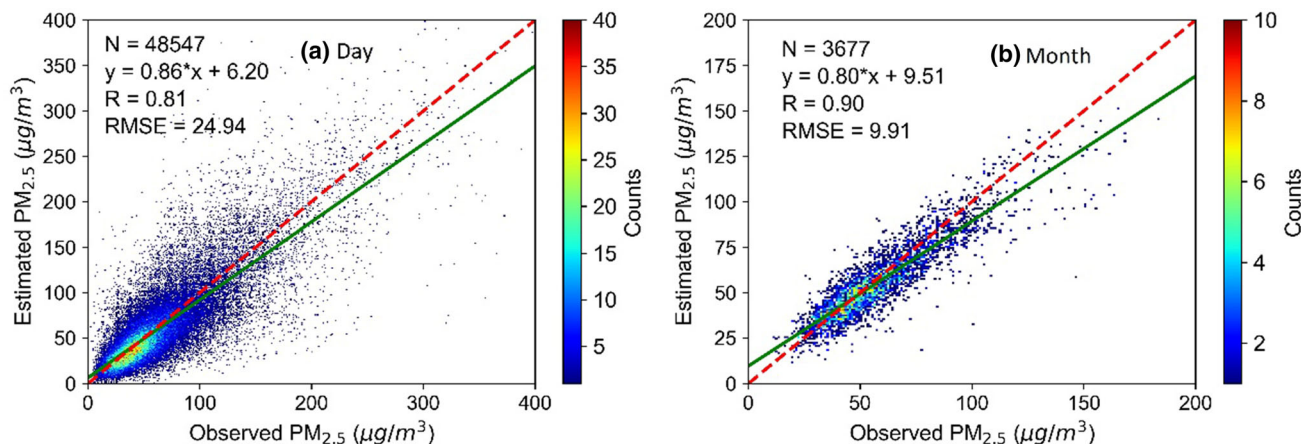 (a) Day
N = 48547
y = 0.86*x + 6.20
R = 0.81
RMSE = 24.94
Estimated PM2.5 (μg/m³)
400
350
300
250
200
150
100
50
0
0 100 200 300 400
Observed PM2.5 (μg/m³)
40
35
30
25
20
15
10
5
Counts
(b) Month
N = 3677
y = 0.80*x + 9.51
R = 0.90
RMSE = 9.91
Estimated PM2.5 (μg/m³)
200
175
150
125
100
75
50
25
0
0 50 100 150 200
Observed PM2.5 (μg/m³)
10
8
6
4
2
Counts